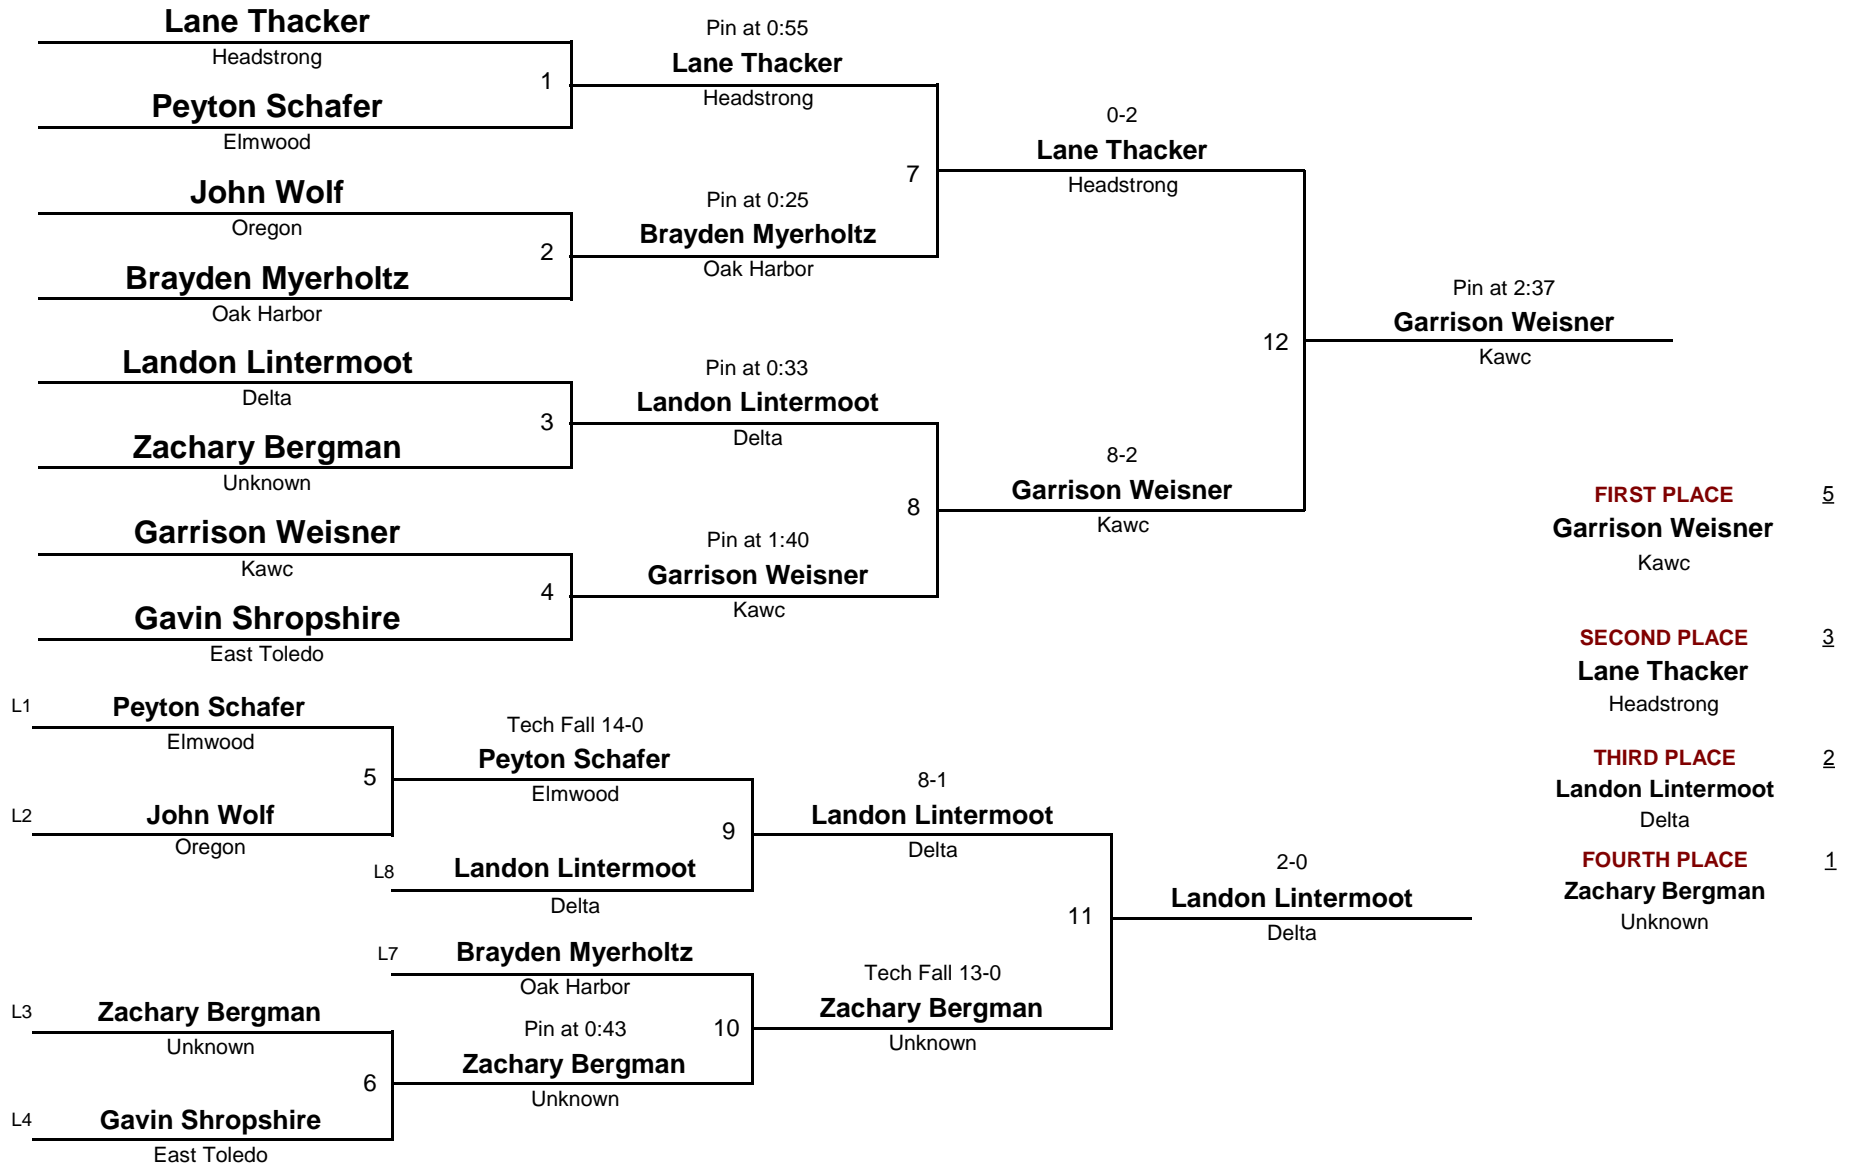 Lane Thacker
Headstrong
1
Peyton Schafer
Elmwood
John Wolf
Oregon
2
Brayden Myerholtz
Oak Harbor
Landon Lintermoot
Delta
3
Zachary Bergman
Unknown
Garrison Weisner
Kawc
4
Gavin Shropshire
East Toledo
Pin at 0:55
Lane Thacker
Headstrong
7
Pin at 0:25
Brayden Myerholtz
Oak Harbor
Pin at 0:33
Landon Lintermoot
Delta
8
Pin at 1:40
Garrison Weisner
Kawc
0-2
Lane Thacker
Headstrong
12
8-2
Garrison Weisner
Kawc
Pin at 2:37
Garrison Weisner
Kawc
FIRST PLACE 5
Garrison Weisner
Kawc
SECOND PLACE 3
Lane Thacker
Headstrong
THIRD PLACE 2
Landon Lintermoot
Delta
FOURTH PLACE 1
Zachary Bergman
Unknown
L1 Peyton Schafer
Elmwood
5
L2 John Wolf
Oregon
Tech Fall 14-0
Peyton Schafer
Elmwood
9
L8 Landon Lintermoot
Delta
L7 Brayden Myerholtz
Oak Harbor
10
L3 Zachary Bergman
Unknown
6
L4 Gavin Shropshire
East Toledo
Pin at 0:43
Zachary Bergman
Unknown
8-1
Landon Lintermoot
Delta
11
Tech Fall 13-0
Zachary Bergman
Unknown
2-0
Landon Lintermoot
Delta